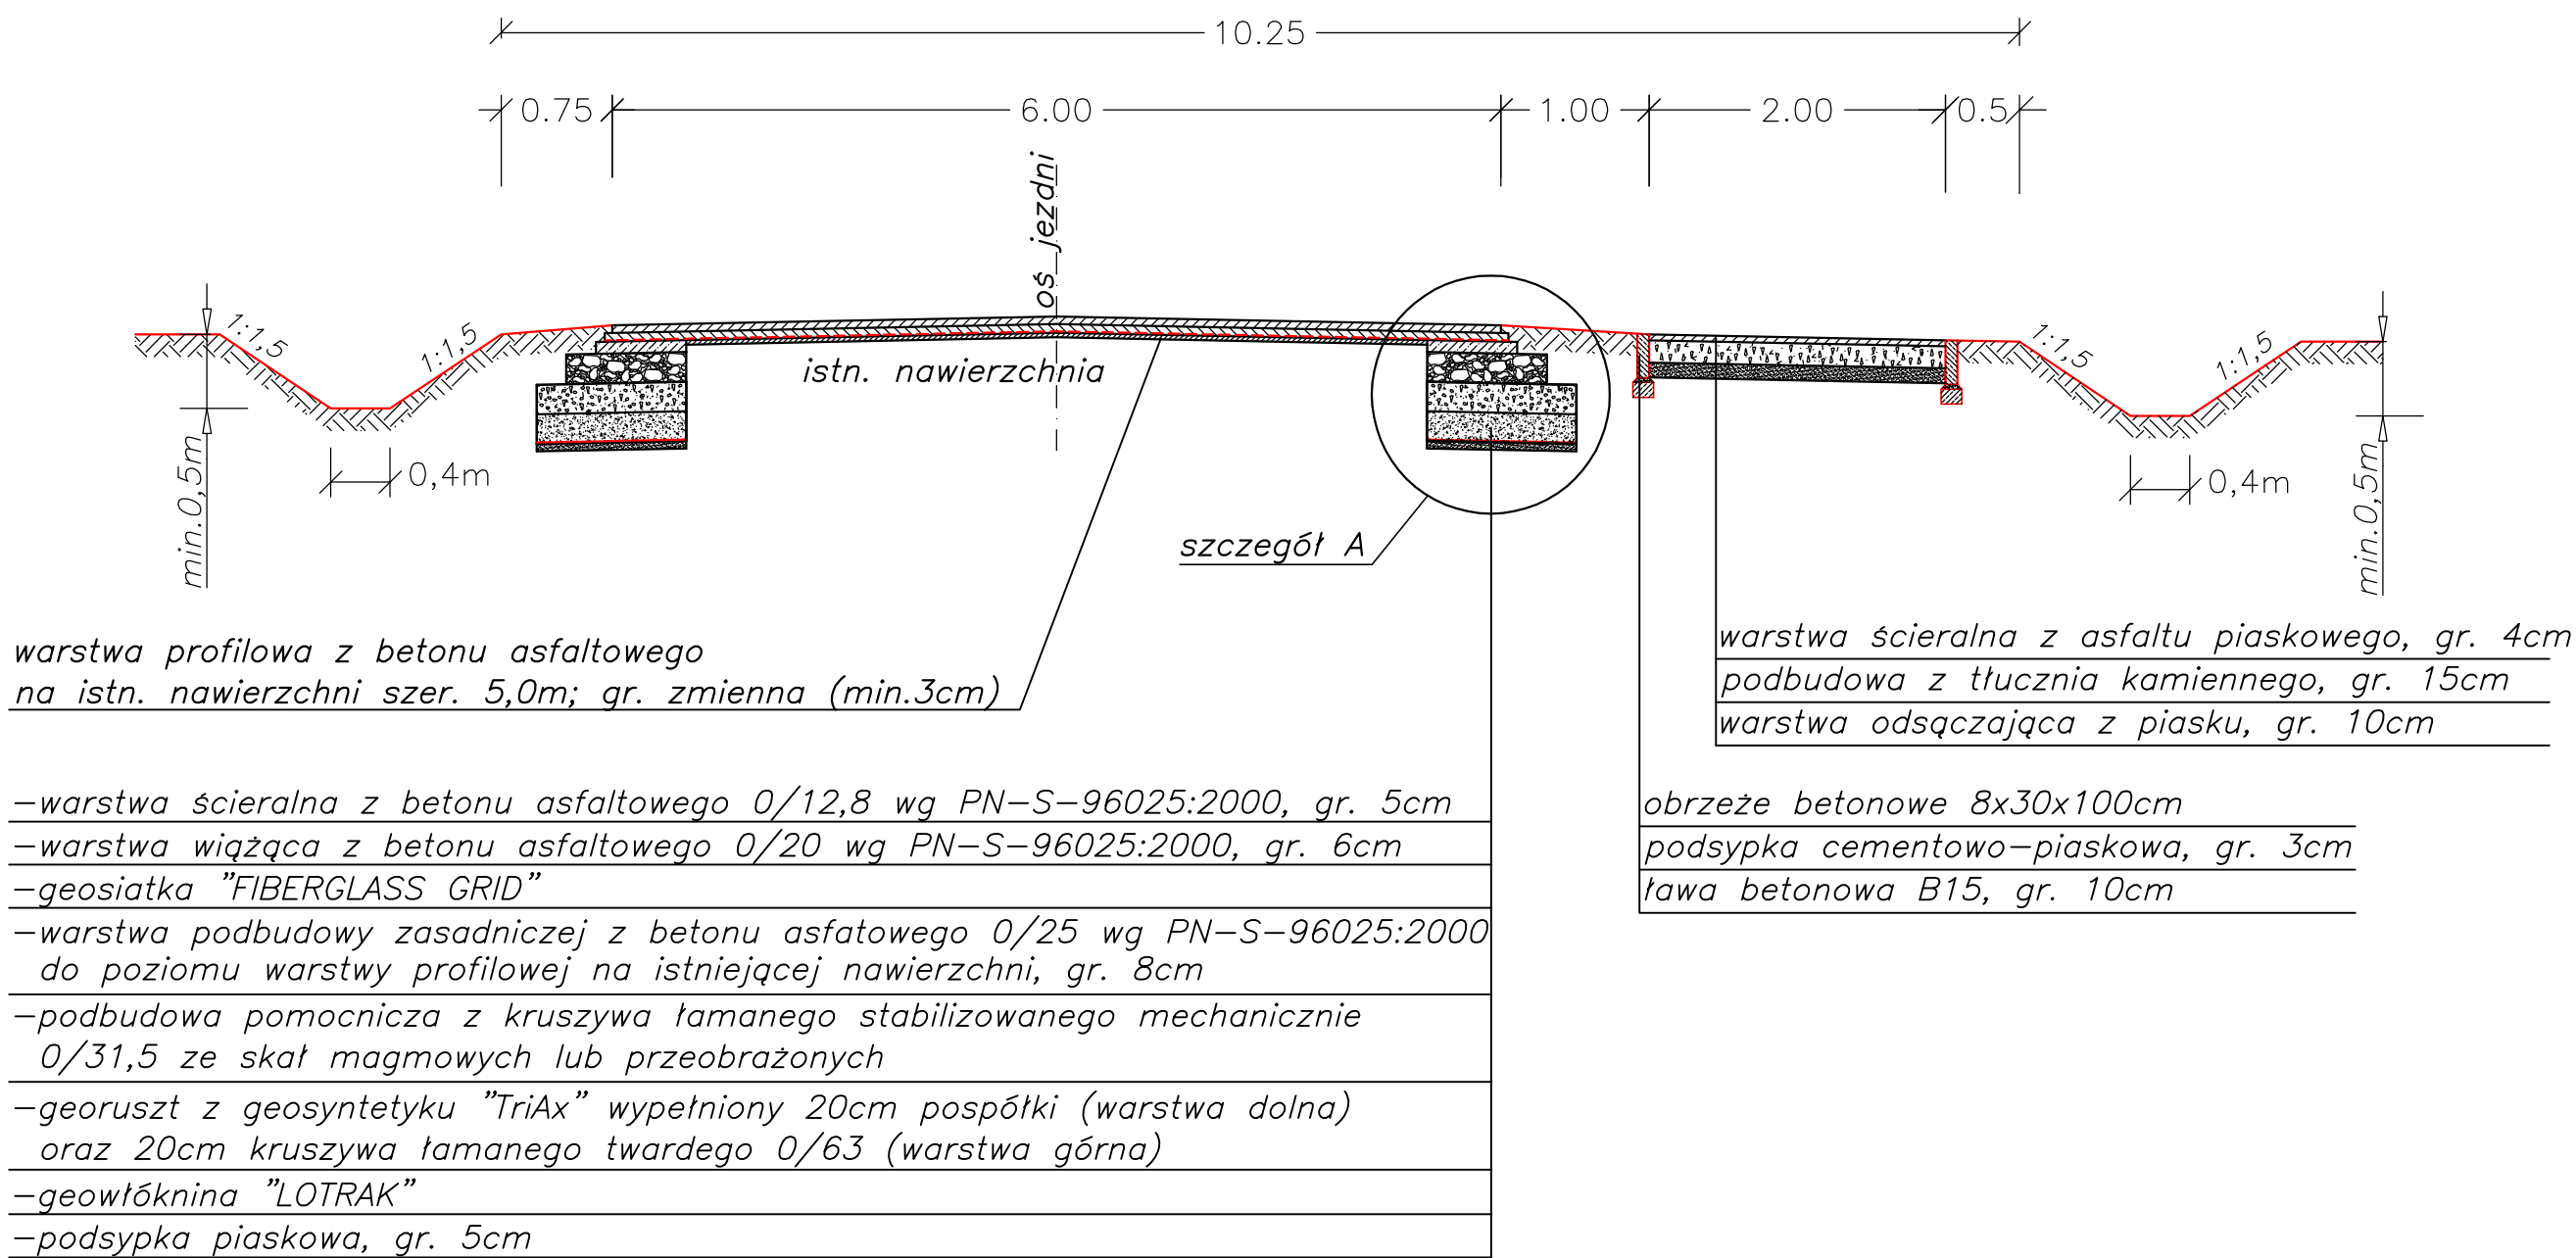 10.25
0.75
6.00
1.00
2.00
0.5
oś jezdni
1:1,5
1:1,5
1:1,5
1:1,5
istn. nawierzchnia
min.0,5m
0,4m
0,4m
min.0,5m
szczegół A
warstwa profilowa z betonu asfaltowego
na istn. nawierzchni szer. 5,0m; gr. zmienna (min.3cm)
warstwa ścieralna z asfaltu piaskowego, gr. 4cm
podbudowa z tłucznia kamiennego, gr. 15cm
warstwa odsączająca z piasku, gr. 10cm
-warstwa ścieralna z betonu asfaltowego 0/12,8 wg PN-S-96025:2000, gr. 5cm
-warstwa wiążąca z betonu asfaltowego 0/20 wg PN-S-96025:2000, gr. 6cm
-geosiatka "FIBERGLASS GRID"
-warstwa podbudowy zasadniczej z betonu asfatowego 0/25 wg PN-S-96025:2000
do poziomu warstwy profilowej na istniejącej nawierzchni, gr. 8cm
-podbudowa pomocnicza z kruszywa łamanego stabilizowanego mechanicznie
0/31,5 ze skał magmowych lub przeobrażonych
-georuszt z geosyntetyku "TriAx" wypełniony 20cm pospółki (warstwa dolna)
oraz 20cm kruszywa łamanego twardego 0/63 (warstwa górna)
-geowłóknina "LOTRAK"
-podsypka piaskowa, gr. 5cm
obrzeże betonowe 8x30x100cm
podsypka cementowo-piaskowa, gr. 3cm
ława betonowa B15, gr. 10cm